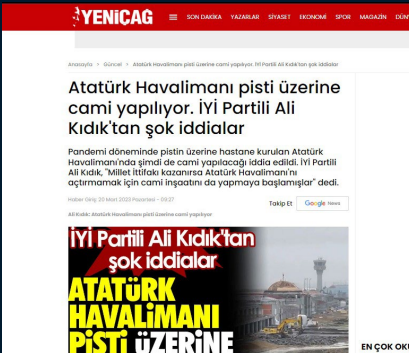 YENİÇAĞ
SON DAKİKA YAZARLAR SİYASET EKONOMİ SPOR MAGAZİN DÜN
Anasayfa > Güncel > Atatürk Havalimanı pisti üzerine cami yapılıyor. İYİ Partili Ali Kıdık'tan şok iddialar
Atatürk Havalimanı pisti üzerine
cami yapılıyor. İYİ Partili Ali
Kıdık'tan şok iddialar
Pandemi döneminde pistin üzerine hastane kurulan Atatürk
Havalimanı'nda şimdi de cami yapılacağı iddia edildi. İYİ Partili
Ali Kıdık, "Millet İttifakı kazanırsa Atatürk Havalimanı'nı
açtırmamak için cami inşaatını da yapmaya başlamışlar" dedi.
Haber Giriş: 20 Mart 2023 Pazartesi - 09:27
Takip Et Google News
Ali Kıdık: Atatürk Havalimanı pisti üzerine cami yapılıyor
İYİ Partili Ali Kıdık'tan
şok iddialar
ATATÜRK
HAVALİMANI
PİSTİ ÜZERİNE
EN ÇOK OKU